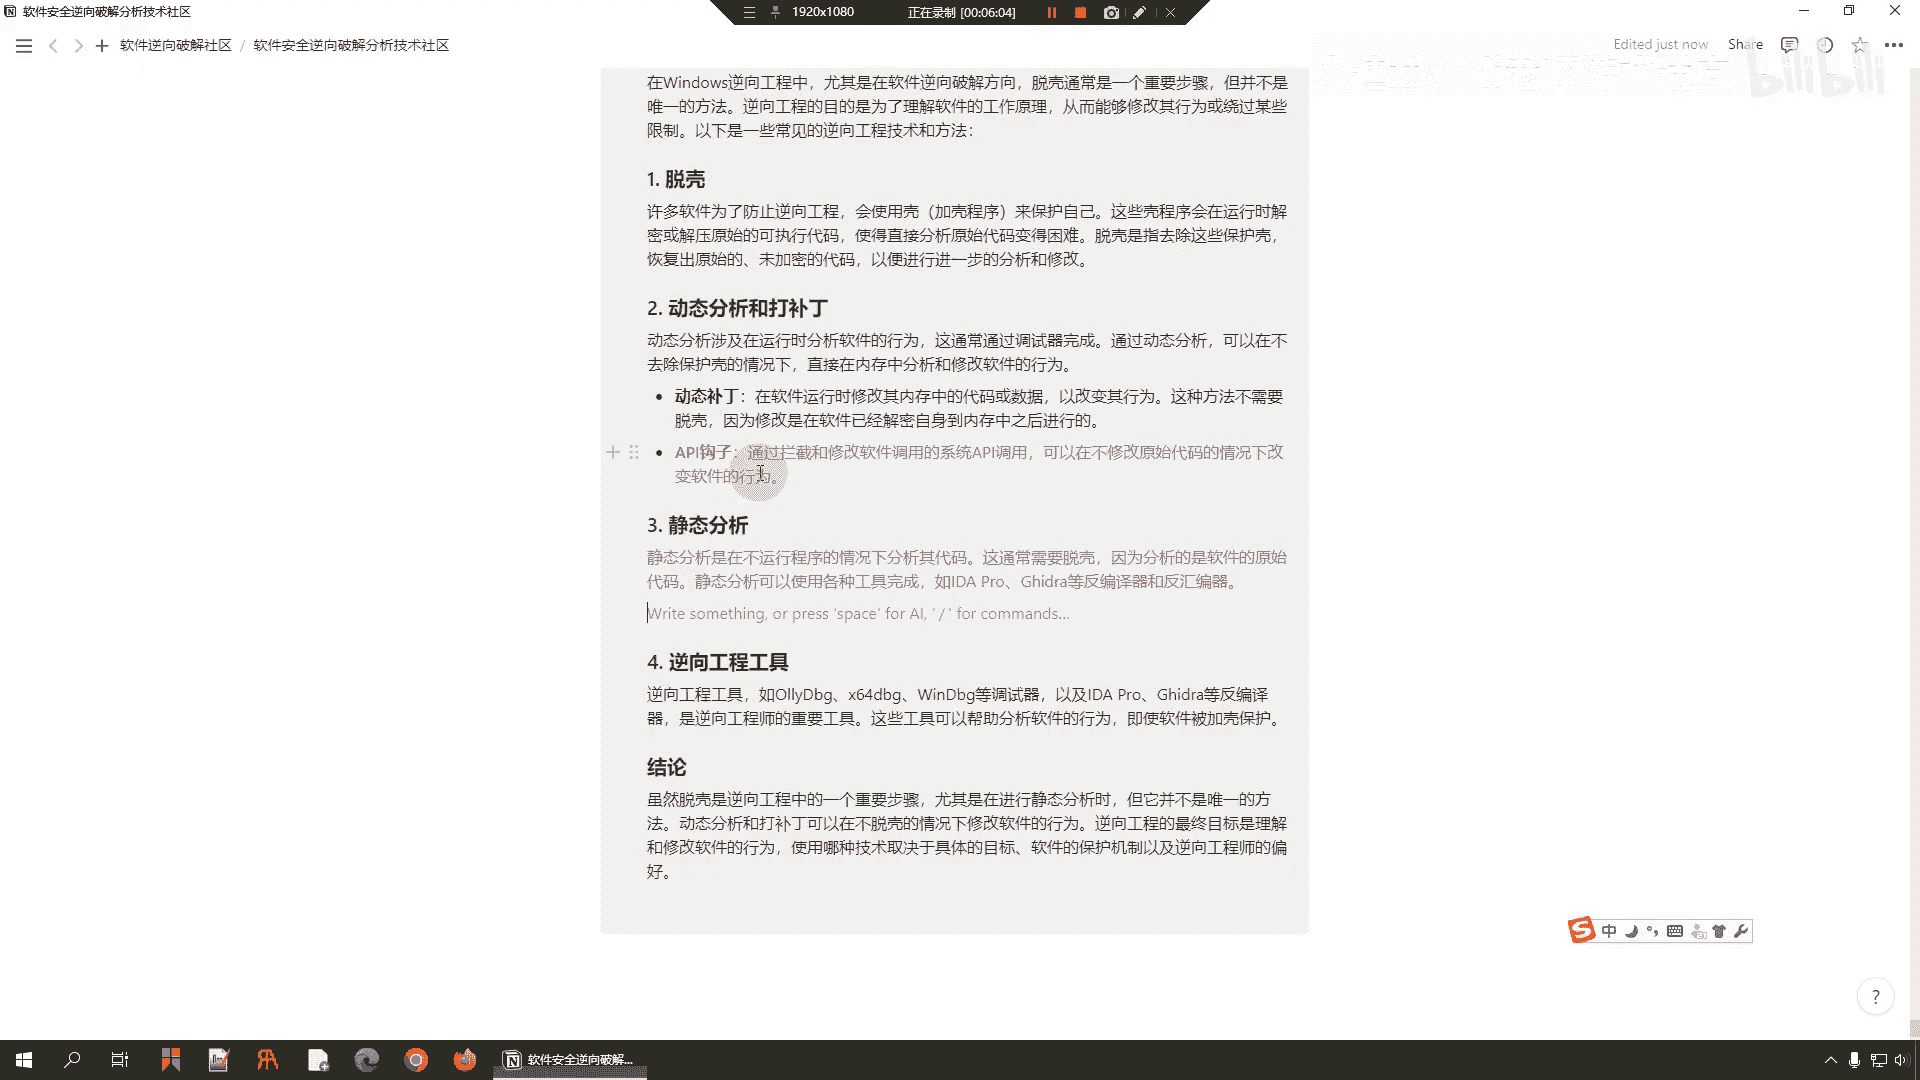 软件安全逆向破解分析技术社区
1920x1080
正在录制 [00:06:04]
软件逆向破解社区 / 软件安全逆向破解分析技术社区
Edited just now
Share
bilibili
在Windows逆向工程中，尤其是在软件逆向破解方向，脱壳通常是一个重要步骤，但并不是
唯一的方法。逆向工程的目的是为了理解软件的工作原理，从而能够修改其行为或绕过某些
限制。以下是一些常见的逆向工程技术和方法：
1. 脱壳
许多软件为了防止逆向工程，会使用壳（加壳程序）来保护自己。这些壳程序会在运行时解
密或解压原始的可执行代码，使得直接分析原始代码变得困难。脱壳是指去除这些保护壳，
恢复出原始的、未加密的代码，以便进行进一步的分析和修改。
2. 动态分析和打补丁
动态分析涉及在运行时分析软件的行为，这通常通过调试器完成。通过动态分析，可以在不
去除保护壳的情况下，直接在内存中分析和修改软件的行为。
动态补丁：在软件运行时修改其内存中的代码或数据，以改变其行为。这种方法不需要
脱壳，因为修改是在软件已经解密自身到内存中之后进行的。
API钩子：通过拦截和修改软件调用的系统API调用，可以在不修改原始代码的情况下改
变软件的行为。
3. 静态分析
静态分析是在不运行程序的情况下分析其代码。这通常需要脱壳，因为分析的是软件的原始
代码。静态分析可以使用各种工具完成，如IDA Pro、Ghidra等反编译器和反汇编器。
Write something, or press 'space' for AI, '/' for commands…
4. 逆向工程工具
逆向工程工具，如OllyDbg、x64dbg、WinDbg等调试器，以及IDA Pro、Ghidra等反编译
器，是逆向工程师的重要工具。这些工具可以帮助分析软件的行为，即使软件被加壳保护。
结论
虽然脱壳是逆向工程中的一个重要步骤，尤其是在进行静态分析时，但它并不是唯一的方
法。动态分析和打补丁可以在不脱壳的情况下修改软件的行为。逆向工程的最终目标是理解
和修改软件的行为，使用哪种技术取决于具体的目标、软件的保护机制以及逆向工程师的偏
好。
S 中
?
软件安全逆向破解...